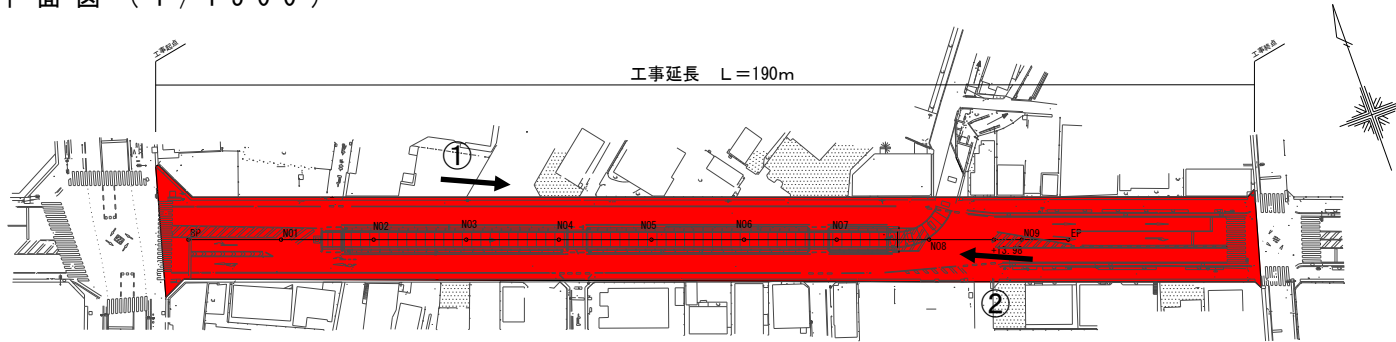 平面図 (1/1000)
工事起点
工事終点
工事延長 L=190m
①
BP
NO1
NO2
NO3
NO4
NO5
NO6
NO7
NO8
NO9
EP
②